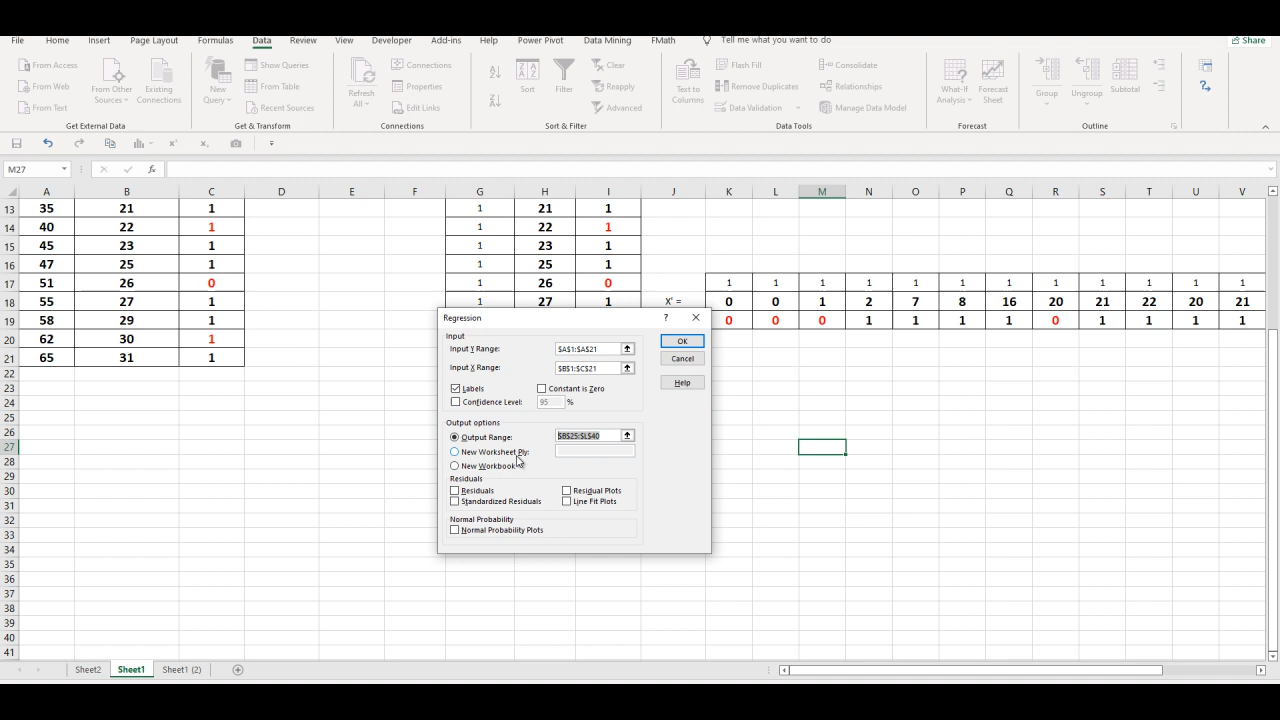 File Home Insert Page Layout Formulas Data Review View Developer Add-ins Help Power Pivot Data Mining FMath Tell me what you want to do Share
From Access From Web From Text From Other Sources Existing Connections
New Query Show Queries From Table Recent Sources
Refresh All Connections Properties Edit Links
Sort Filter Clear Reapply Advanced
Text to Columns Flash Fill Remove Duplicates Data Validation Consolidate Relationships Manage Data Model
What-If Analysis Forecast Sheet
Group Ungroup Subtotal
Get External Data Get & Transform Connections Sort & Filter Data Tools Forecast Outline
M27 fx
A B C D E F G H I J K L M N O P Q R S T U V
13 35 21 1 1 21 1
14 40 22 1 1 22 1
15 45 23 1 1 23 1
16 47 25 1 1 25 1
17 51 26 0 1 26 0 1 1 1 1 1 1 1 1 1 1 1 1
18 55 27 1 1 27 1 X' = 0 0 1 2 7 8 16 20 21 22 20 21
19 58 29 1 0 0 0 1 1 1 1 0 1 1 1 1
20 62 30 1
21 65 31 1
22
23
24
25
26
27
28
29
30
31
32
33
34
35
36
37
38
39
40
41
Regression ?
Input
Input Y Range: $A$1:$A$21 OK
Input X Range: $B$1:$C$21 Cancel
Labels Constant is Zero Help
Confidence Level: 95 %
Output options
Output Range: $B$25:$L$40
New Worksheet Ply:
New Workbook
Residuals
Residuals Residual Plots
Standardized Residuals Line Fit Plots
Normal Probability
Normal Probability Plots
Sheet2 Sheet1 Sheet1 (2)